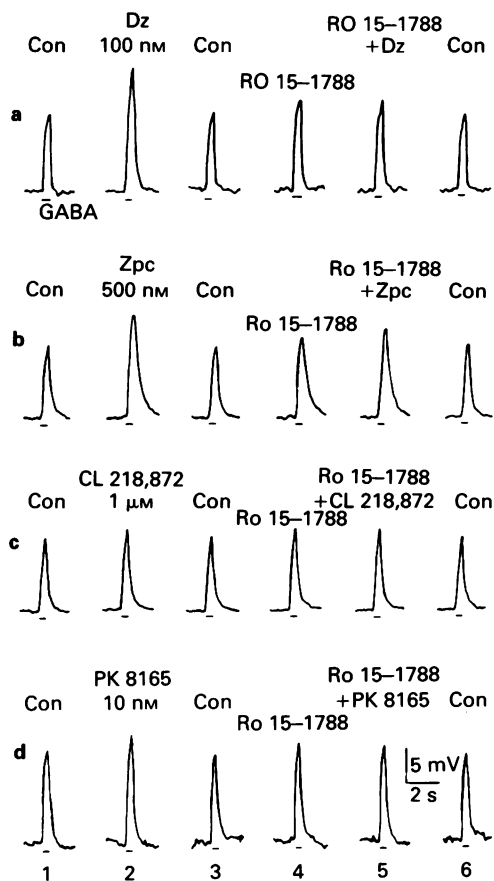 Dz RO 15–1788
Con 100 nM Con +Dz Con
RO 15–1788
a
GABA
Zpc Ro 15–1788
Con 500 nM Con +Zpc Con
Ro 15–1788
b
CL 218,872 Ro 15–1788
Con 1 μM Con +CL 218,872 Con
Ro 15–1788
c
PK 8165 Ro 15–1788
Con 10 nM Con +PK 8165 Con
Ro 15–1788
d
5 mV
2 s
1 2 3 4 5 6